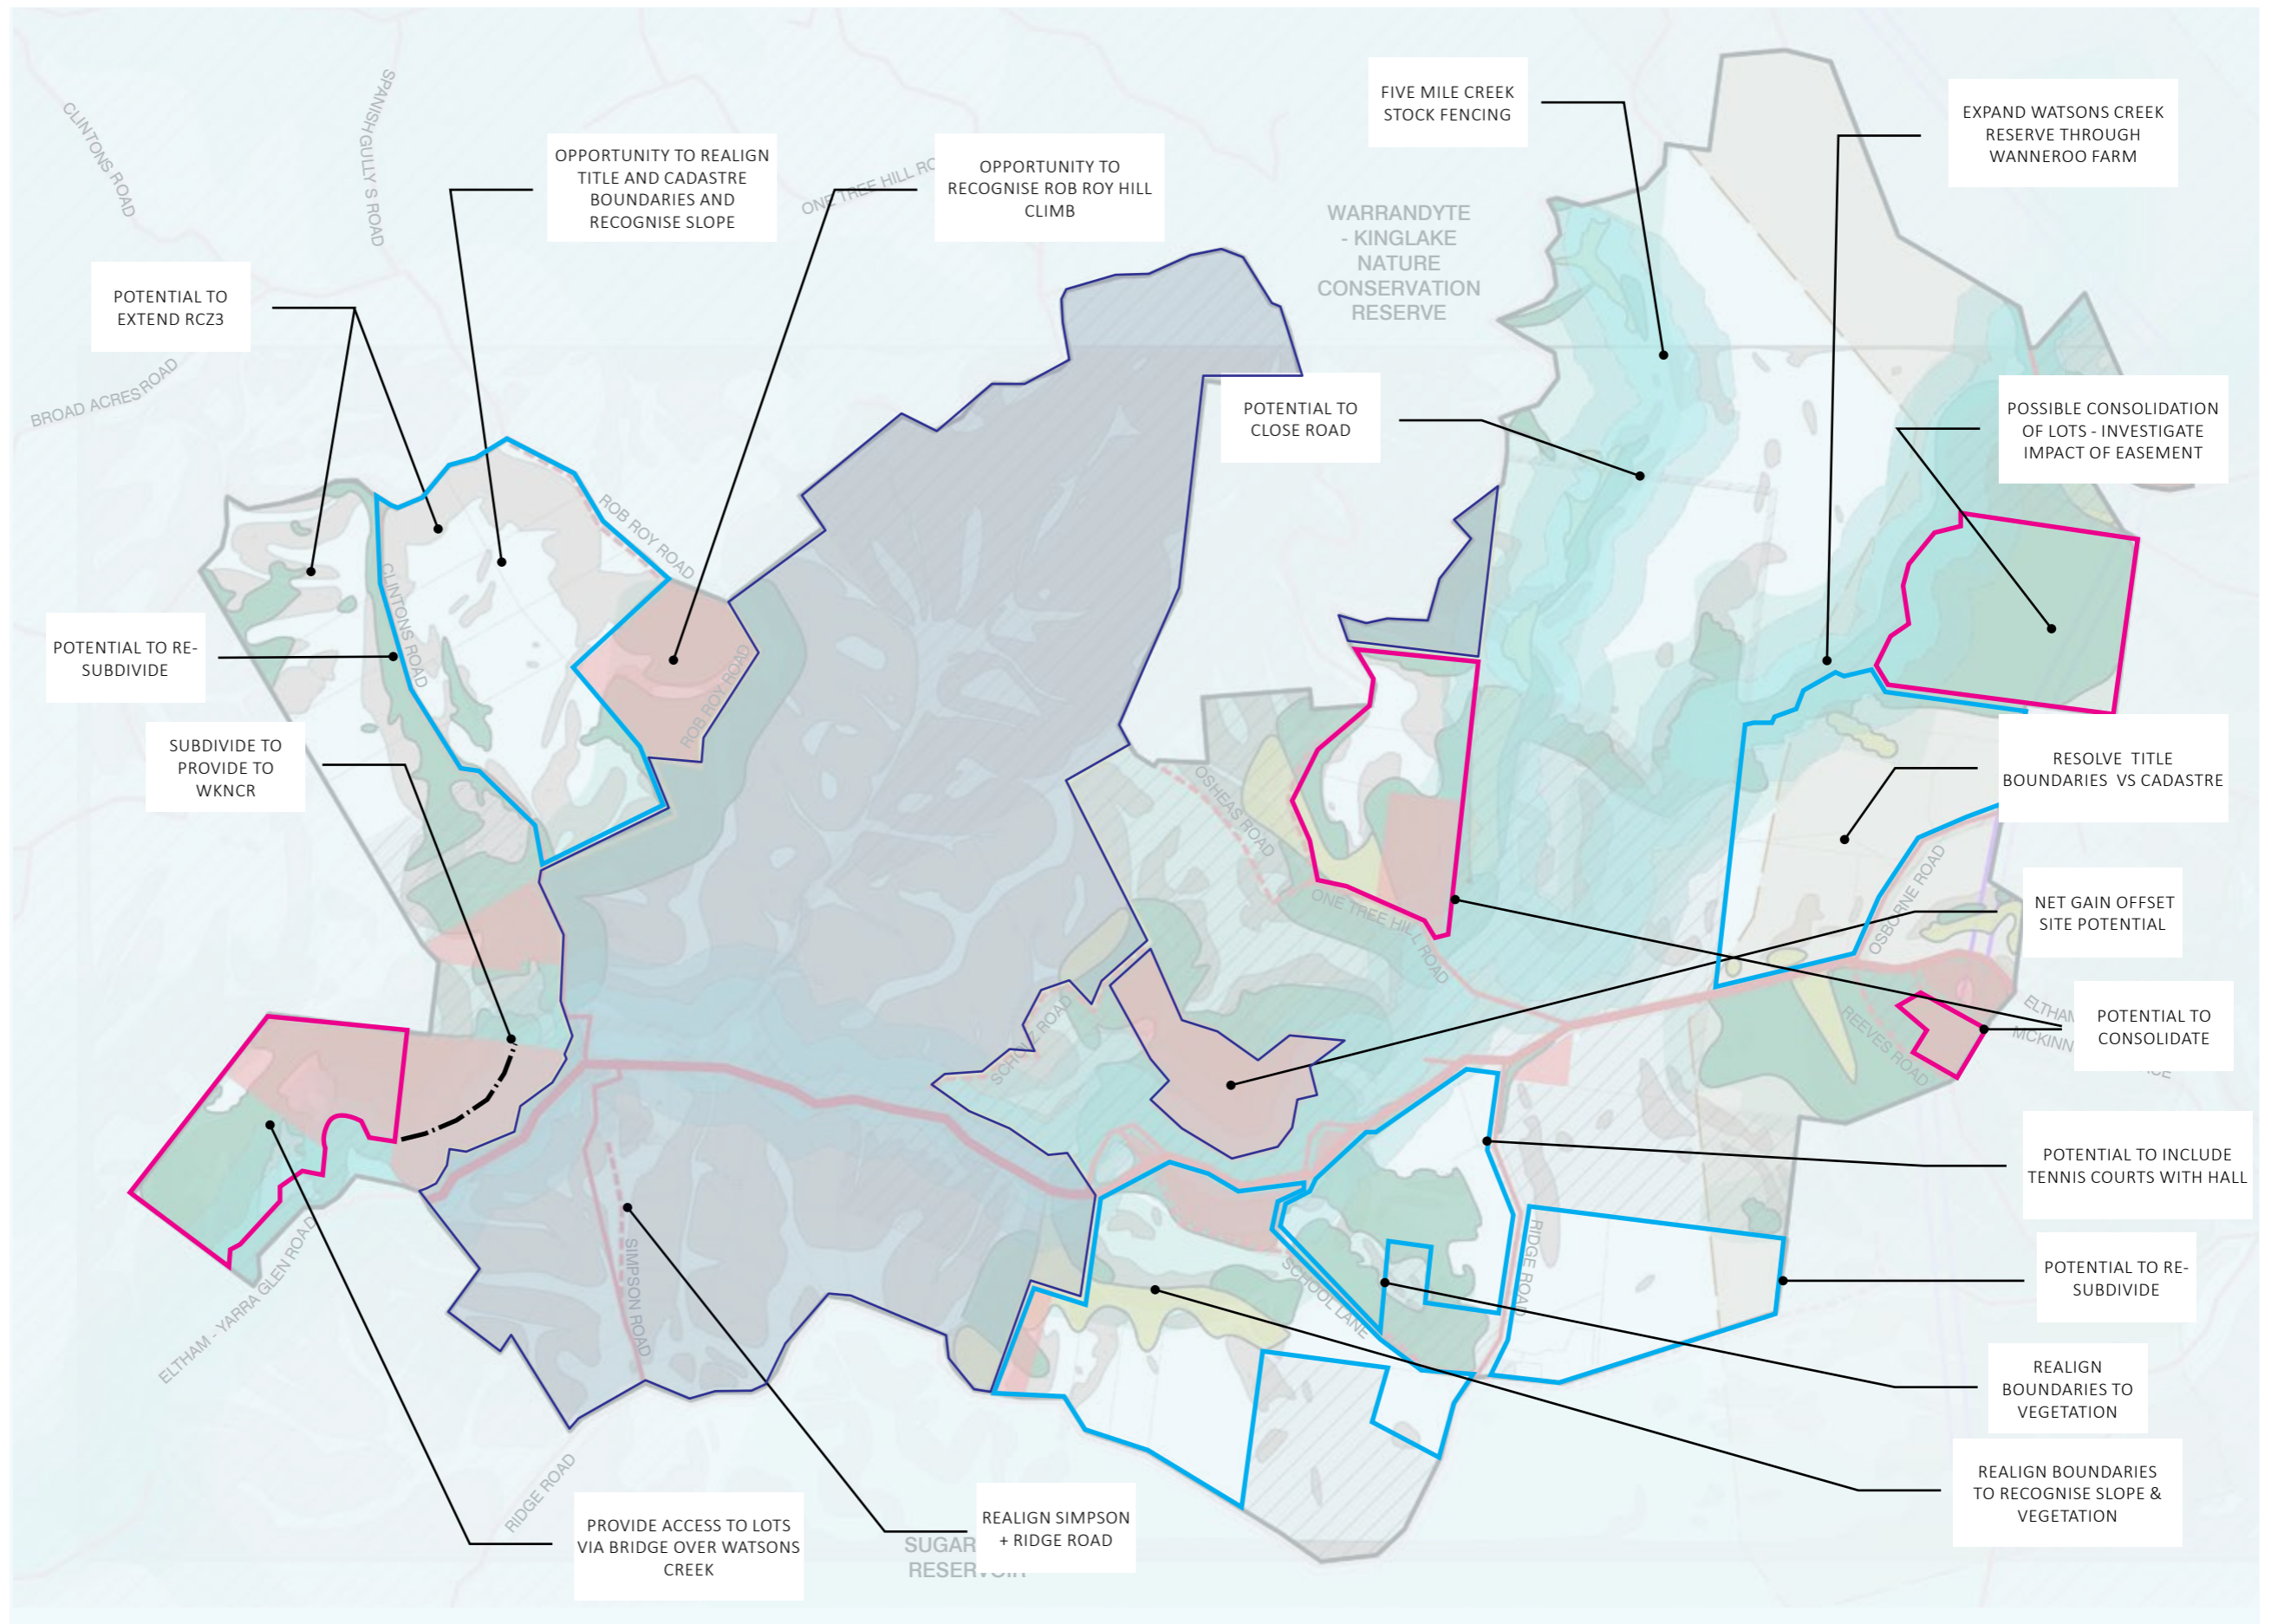 CLINTONS ROAD
SPANISH GULLY S ROAD
ONE TREE HILL
BROAD ACRES ROAD
FIVE MILE CREEK
STOCK FENCING
EXPAND WATSONS CREEK
RESERVE THROUGH
WANNEROO FARM
OPPORTUNITY TO REALIGN
TITLE AND CADASTRE
BOUNDARIES AND
RECOGNISE SLOPE
OPPORTUNITY TO
RECOGNISE ROB ROY HILL
CLIMB
WARRANDYTE
- KINGLAKE
NATURE
CONSERVATION
RESERVE
POTENTIAL TO
EXTEND RCZ3
POTENTIAL TO
CLOSE ROAD
POSSIBLE CONSOLIDATION
OF LOTS - INVESTIGATE
IMPACT OF EASEMENT
ROB ROY ROAD
CLINTONS ROAD
ROB ROY ROAD
POTENTIAL TO RE-
SUBDIVIDE
SUBDIVIDE TO
PROVIDE TO
WKNCR
OSHEAS ROAD
RESOLVE TITLE
BOUNDARIES VS CADASTRE
ONE TREE HILL ROAD
OSBORNE ROAD
NET GAIN OFFSET
SITE POTENTIAL
SCHOLZ ROAD
REEVES ROAD
POTENTIAL TO
CONSOLIDATE
POTENTIAL TO INCLUDE
TENNIS COURTS WITH HALL
ELTHAM - YARRA GLEN ROAD
SIMPSON ROAD
SCHOOL LANE
RIDGE ROAD
POTENTIAL TO RE-
SUBDIVIDE
REALIGN
BOUNDARIES TO
VEGETATION
REALIGN BOUNDARIES
TO RECOGNISE SLOPE &
VEGETATION
RIDGE ROAD
PROVIDE ACCESS TO LOTS
VIA BRIDGE OVER WATSONS
CREEK
REALIGN SIMPSON
+ RIDGE ROAD
SUGAR
RESERVOIR